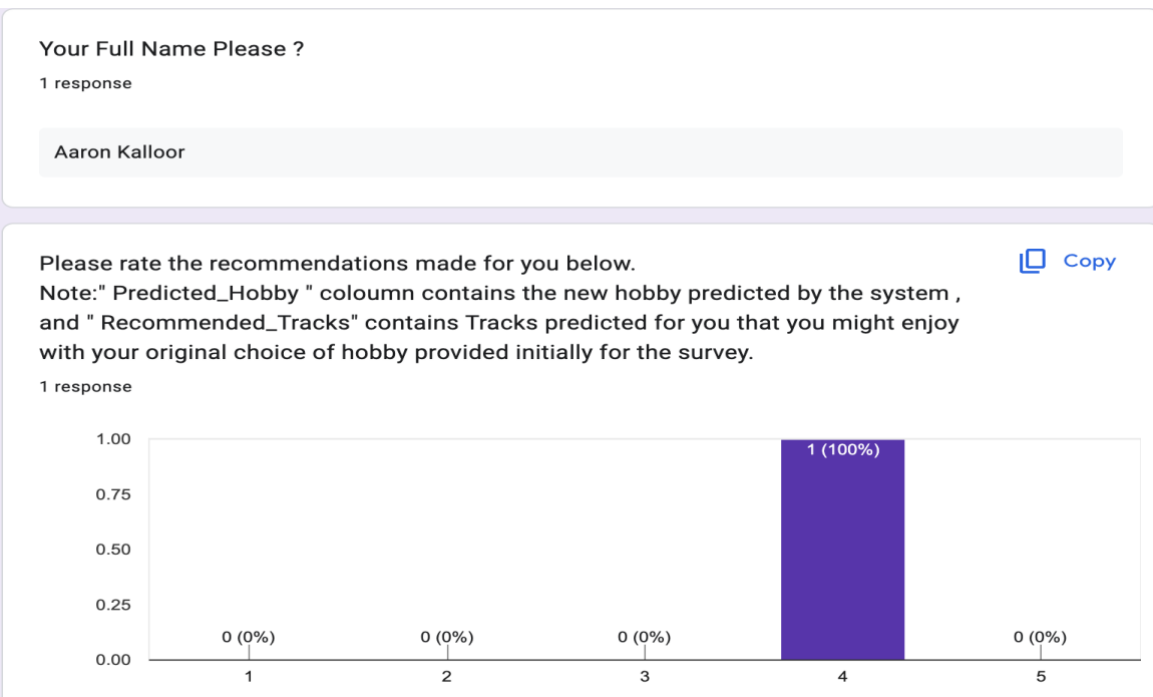 Your Full Name Please ?
1 response
Aaron Kalloor
Please rate the recommendations made for you below.
Copy
Note:" Predicted_Hobby " coloumn contains the new hobby predicted by the system ,
and " Recommended_Tracks" contains Tracks predicted for you that you might enjoy
with your original choice of hobby provided initially for the survey.
1 response
1.00
1 (100%)
0.75
0.50
0.25
0 (0%)
0 (0%)
0 (0%)
0 (0%)
0.00
1
2
3
4
5